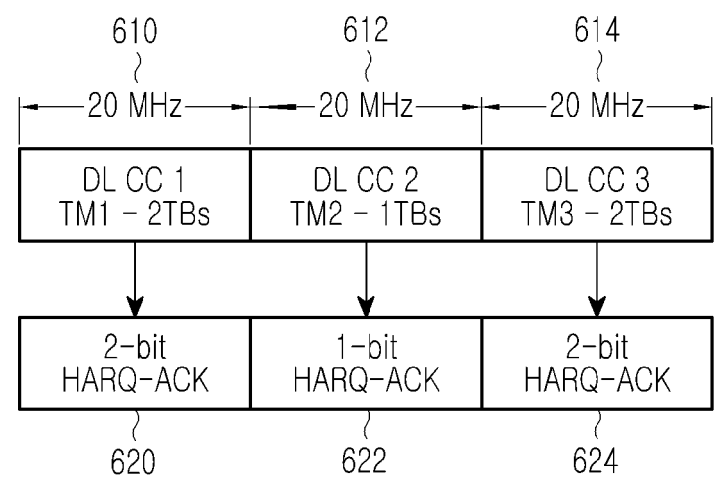 610 612 614
20 MHz 20 MHz 20 MHz
DL CC 1 DL CC 2 DL CC 3
TM1 - 2TBs TM2 - 1TBs TM3 - 2TBs
2-bit 1-bit 2-bit
HARQ-ACK HARQ-ACK HARQ-ACK
620 622 624